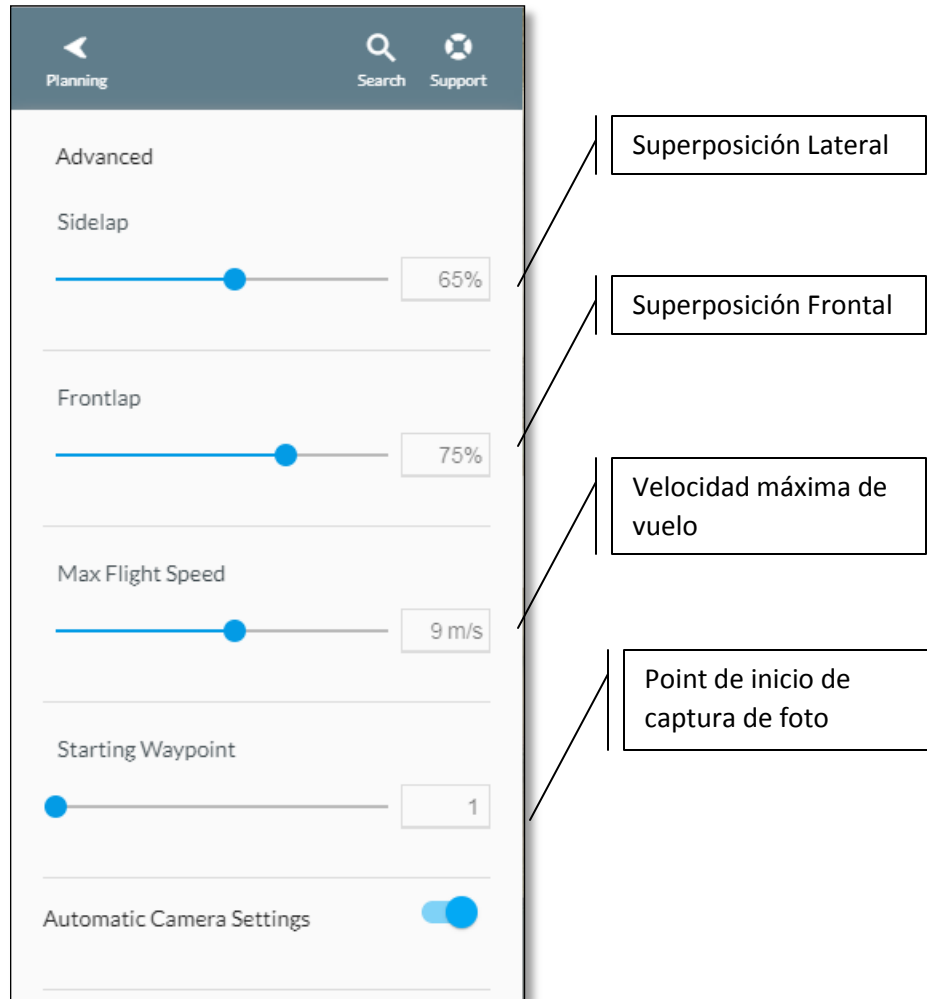 Planning
Search
Support
Advanced
Sidelap
65%
Superposición Lateral
Frontlap
75%
Superposición Frontal
Max Flight Speed
9 m/s
Velocidad máxima de
vuelo
Starting Waypoint
1
Point de inicio de
captura de foto
Automatic Camera Settings